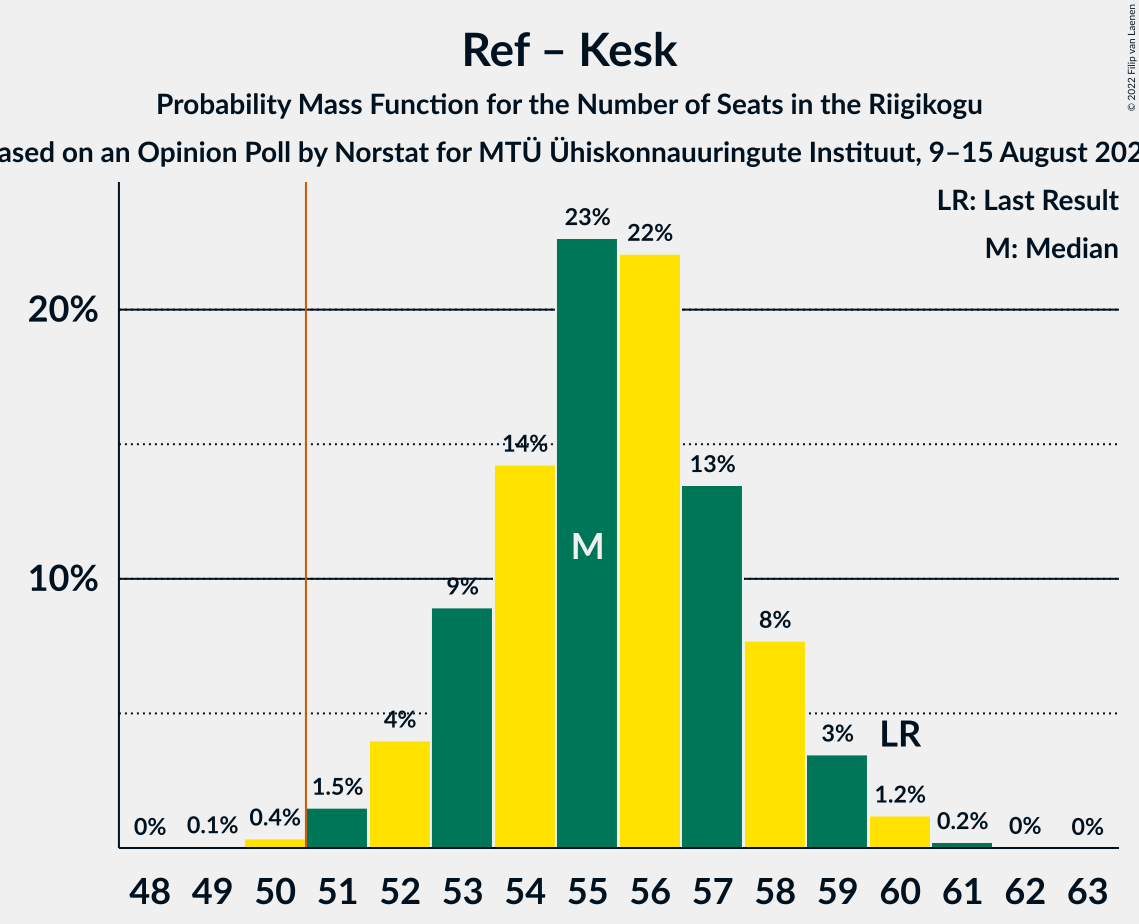 Ref – Kesk
Probability Mass Function for the Number of Seats in the Riigikogu
ased on an Opinion Poll by Norstat for MTÜ Ühiskonnauuringute Instituut, 9–15 August 202
© 2022 Filip van Laenen
LR: Last Result
M: Median
20%
10%
0%
0.1%
0.4%
1.5%
4%
9%
14%
23%
22%
13%
8%
3%
1.2%
0.2%
0%
0%
M
LR
48 49 50 51 52 53 54 55 56 57 58 59 60 61 62 63